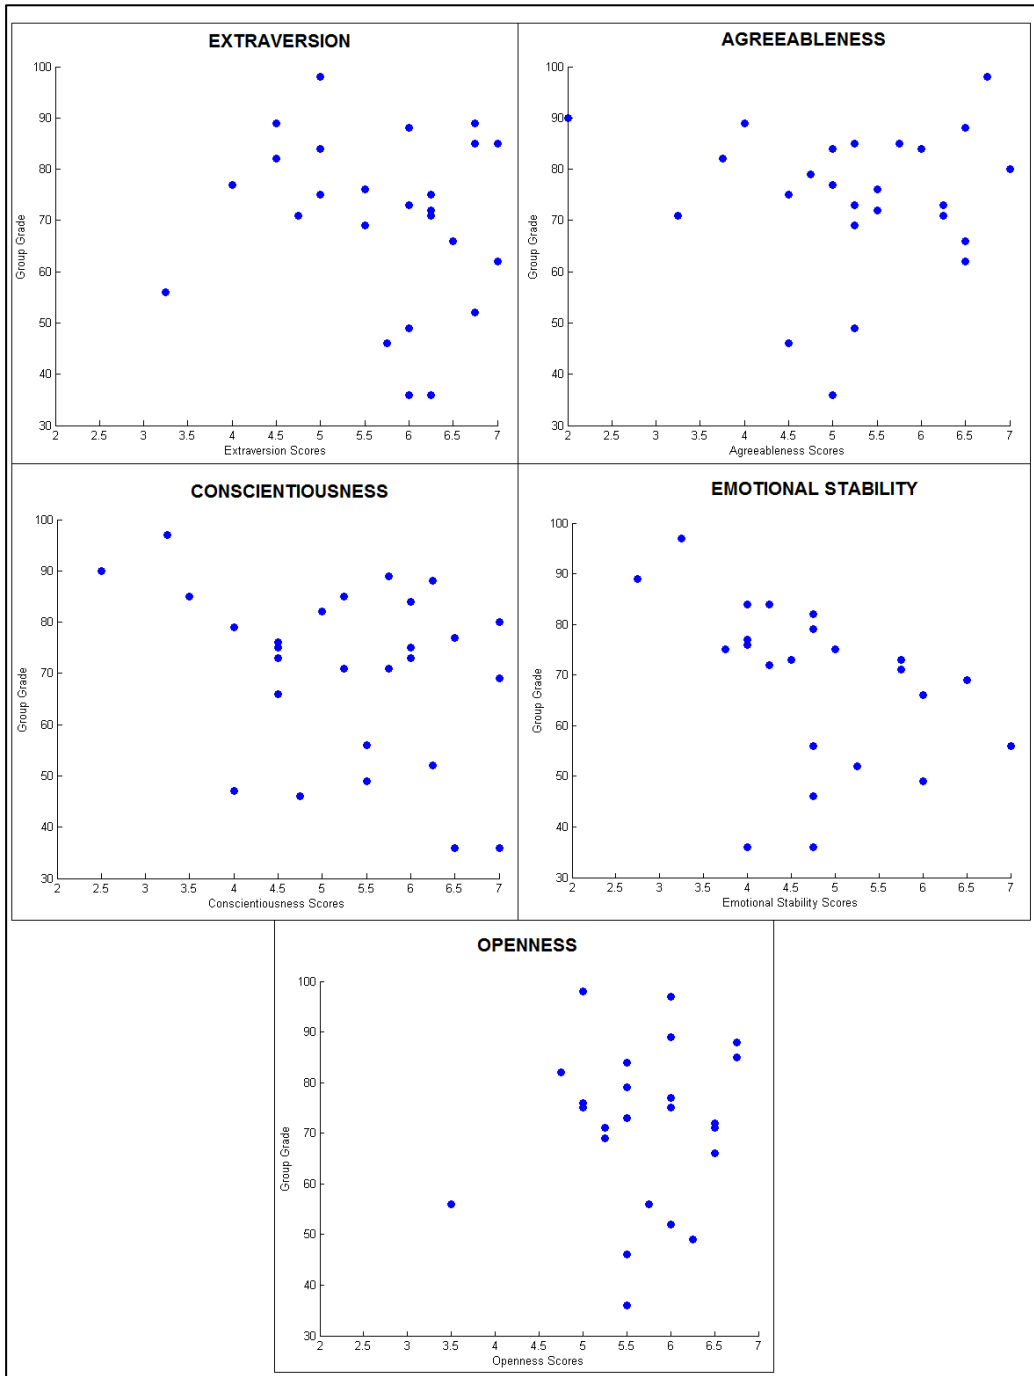 EXTRAVERSION
100
90
80
70
60
50
40
30
Group Grade
2 2.5 3 3.5 4 4.5 5 5.5 6 6.5 7
Extraversion Scores
AGREEABLENESS
100
90
80
70
60
50
40
30
Group Grade
2 2.5 3 3.5 4 4.5 5 5.5 6 6.5 7
Agreeableness Scores
CONSCIENTIOUSNESS
100
90
80
70
60
50
40
30
Group Grade
2 2.5 3 3.5 4 4.5 5 5.5 6 6.5 7
Conscientiousness Scores
EMOTIONAL STABILITY
100
90
80
70
60
50
40
30
Group Grade
2 2.5 3 3.5 4 4.5 5 5.5 6 6.5 7
Emotional Stability Scores
OPENNESS
100
90
80
70
60
50
40
30
Group Grade
2 2.5 3 3.5 4 4.5 5 5.5 6 6.5 7
Openness Scores